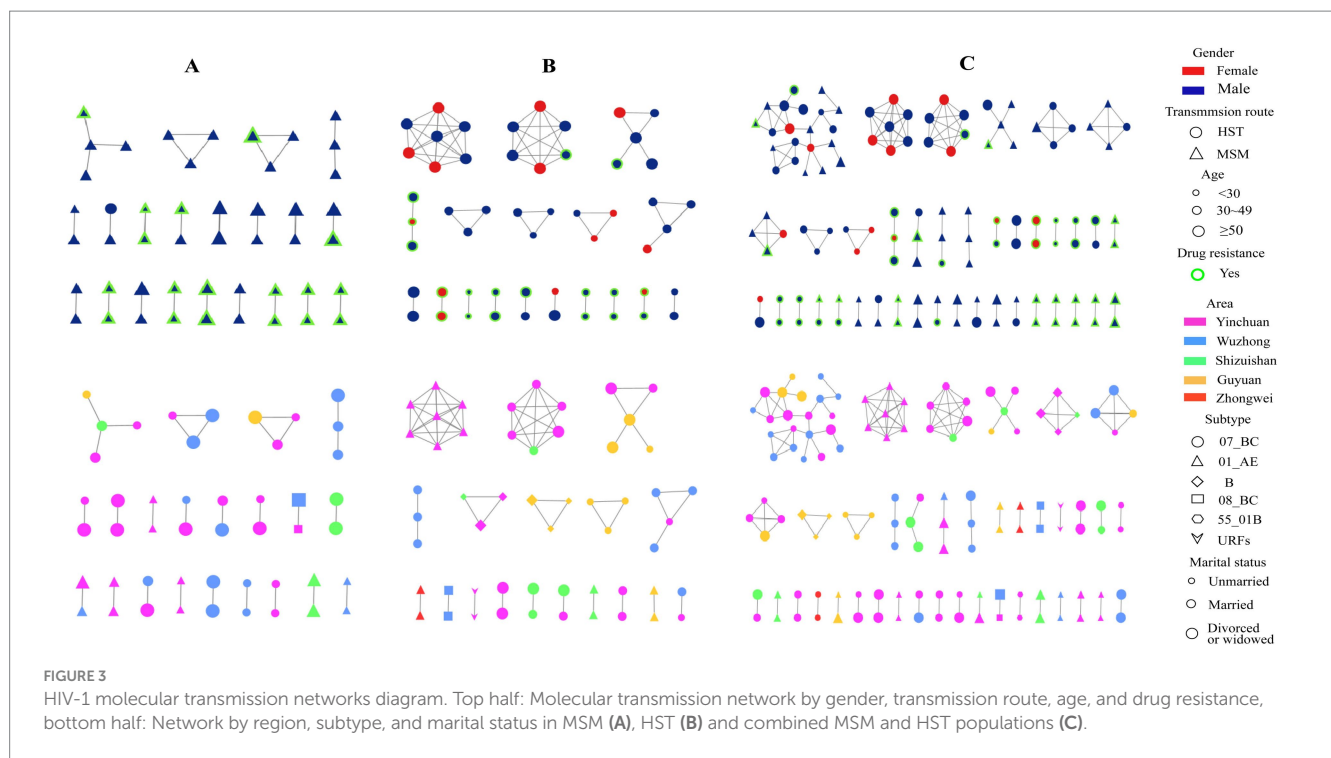 A
B
C
Gender
Female
Male
Transmmsion route
HST
MSM
Age
<30
30~49
≥50
Drug resistance
Yes
Area
Yinchuan
Wuzhong
Shizuishan
Guyuan
Zhongwei
Subtype
07_BC
01_AE
B
08_BC
55_01B
URFs
Marital status
Unmarried
Married
Divorced
or widowed
FIGURE 3
HIV-1 molecular transmission networks diagram. Top half: Molecular transmission network by gender, transmission route, age, and drug resistance,
bottom half: Network by region, subtype, and marital status in MSM (A), HST (B) and combined MSM and HST populations (C).